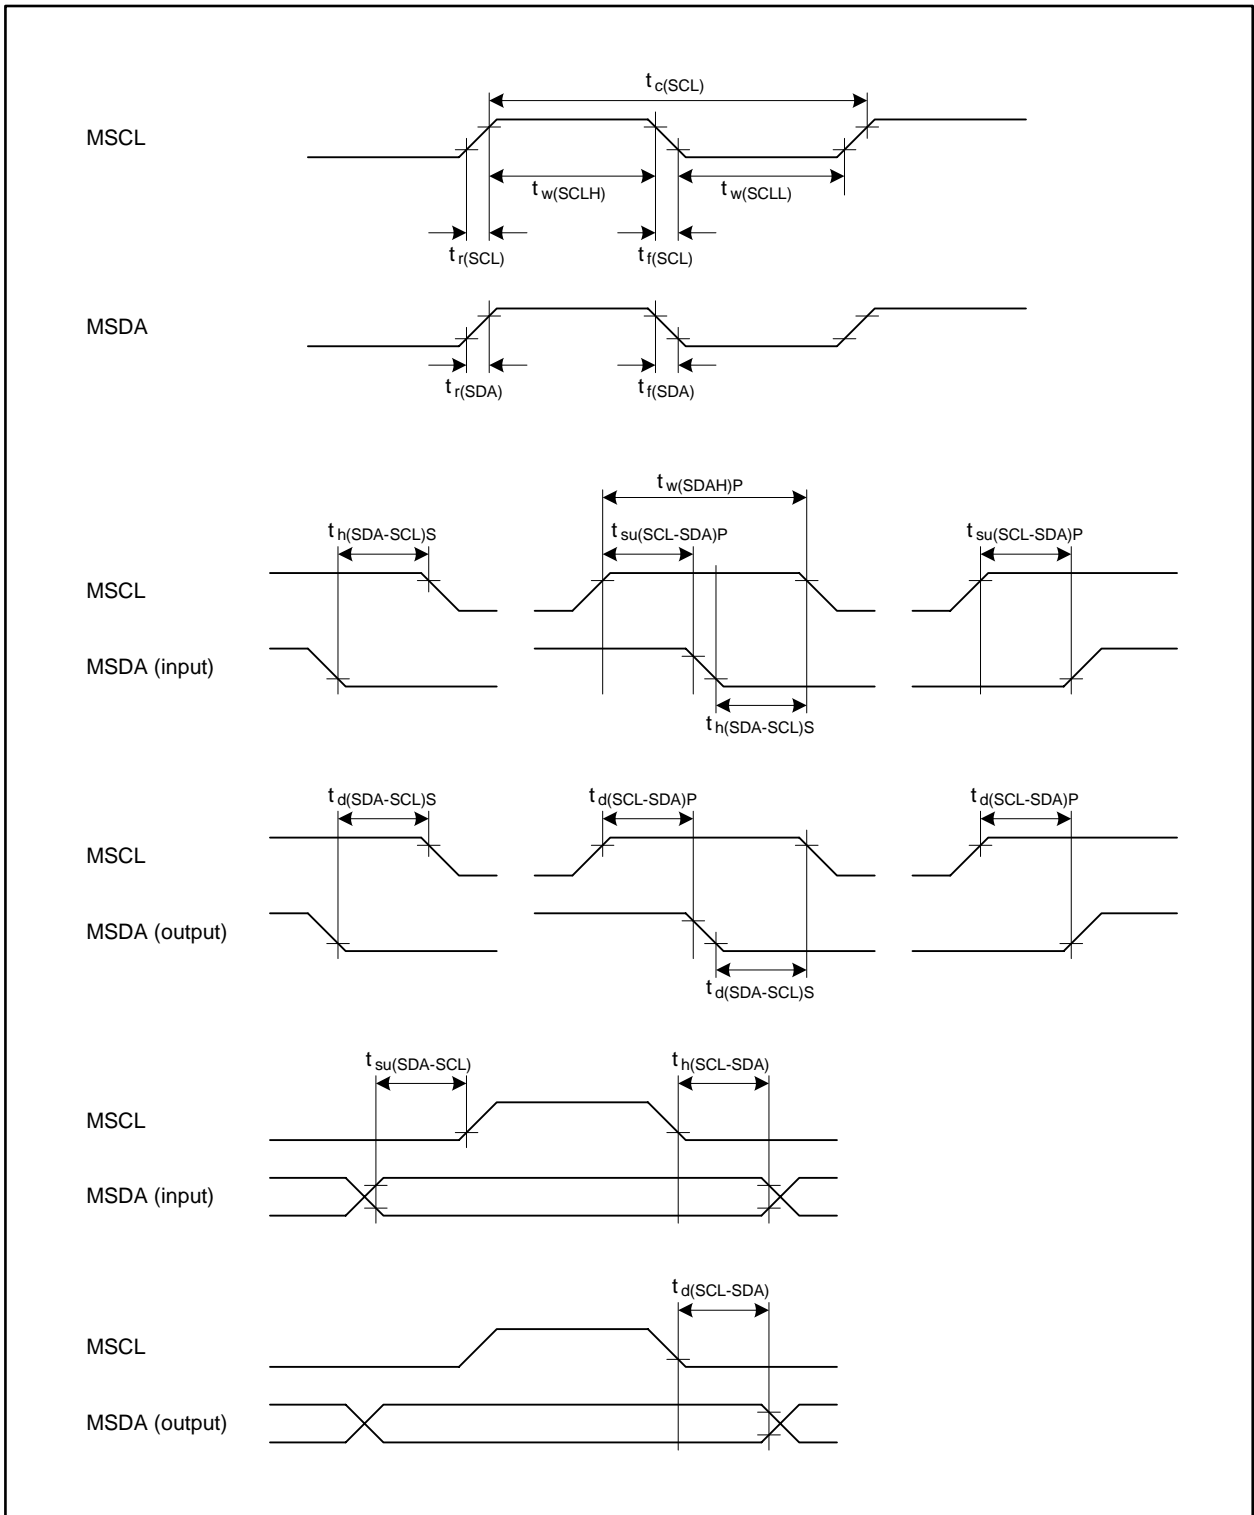 t c(SCL)
MSCL
t w(SCLH) t w(SCLL)
t r(SCL) t f(SCL)
MSDA
t r(SDA) t f(SDA)
t w(SDAH)P
t h(SDA-SCL)S t su(SCL-SDA)P t su(SCL-SDA)P
MSCL
MSDA (input)
t h(SDA-SCL)S
t d(SDA-SCL)S t d(SCL-SDA)P t d(SCL-SDA)P
MSCL
MSDA (output)
t d(SDA-SCL)S
t su(SDA-SCL) t h(SCL-SDA)
MSCL
MSDA (input)
t d(SCL-SDA)
MSCL
MSDA (output)